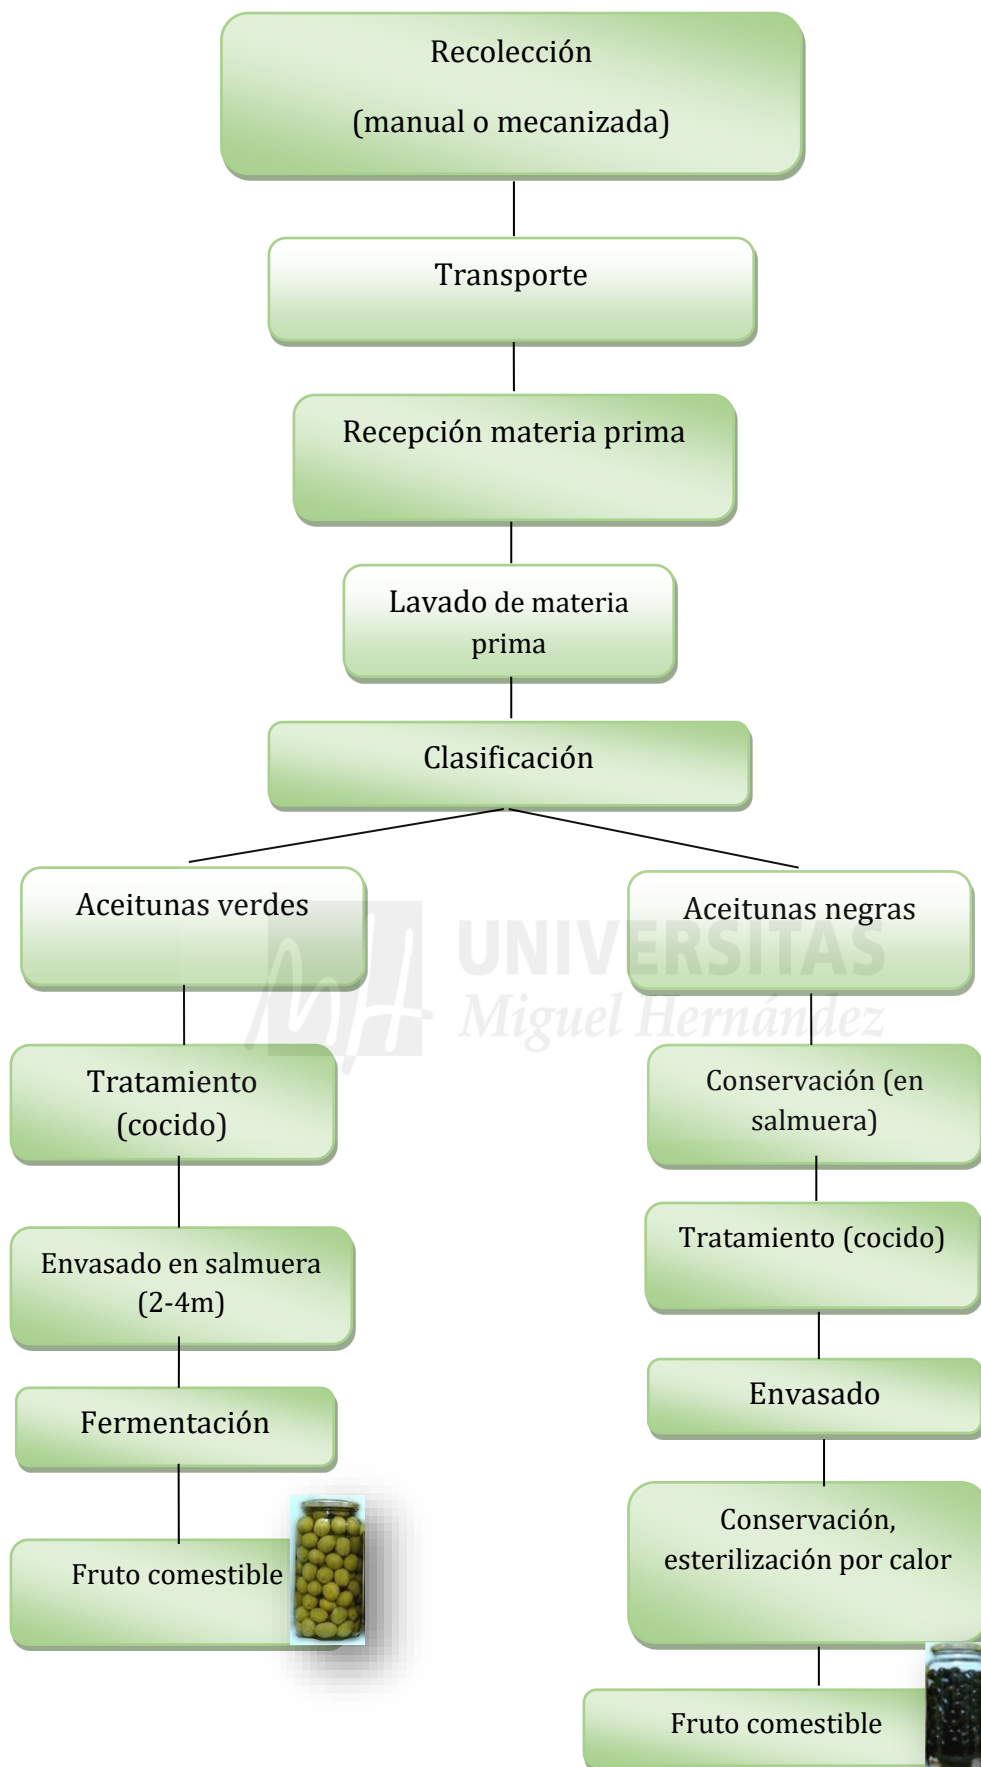 Recolección
(manual o mecanizada)
Transporte
Recepción materia prima
Lavado de materia
prima
Clasificación
Aceitunas verdes
Tratamiento
(cocido)
Envasado en salmuera
(2-4m)
Fermentación
Fruto comestible
Aceitunas negras
Conservación (en
salmuera)
Tratamiento (cocido)
Envasado
Conservación,
esterilización por calor
Fruto comestible
UNIVERSITAS
Miguel Hernández